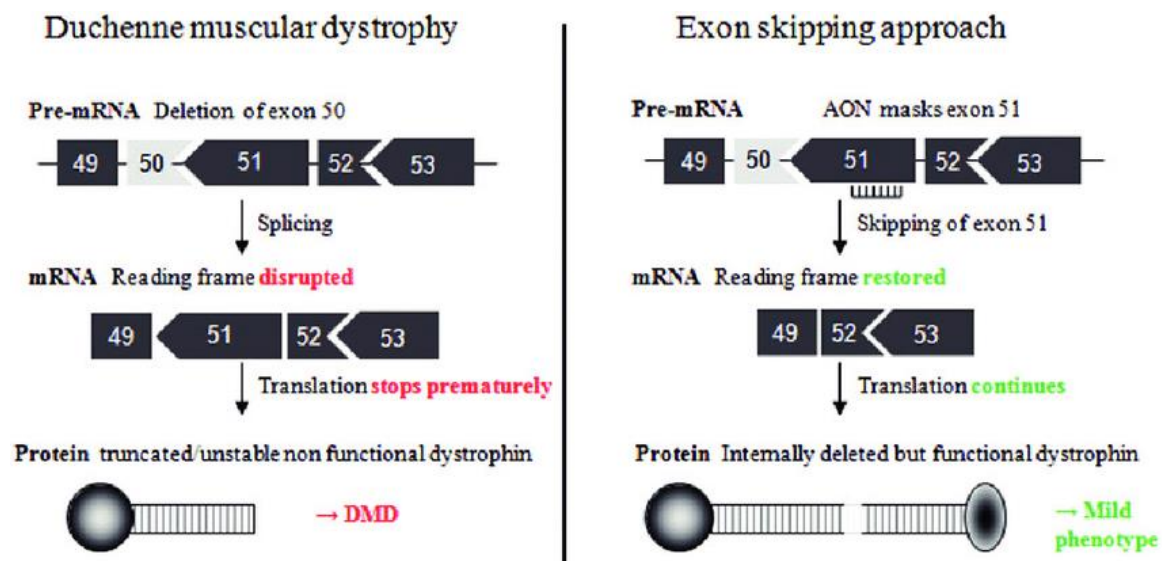 Duchenne muscular dystrophy
Pre-mRNA Deletion of exon 50
49 50 51 52 53
Splicing
mRNA Reading frame disrupted
49 51 52 53
Translation stops prematurely
Protein truncated/unstable non functional dystrophin
→ DMD
Exon skipping approach
Pre-mRNA AON masks exon 51
49 50 51 52 53
Skipping of exon 51
mRNA Reading frame restored
49 52 53
Translation continues
Protein Internally deleted but functional dystrophin
→ Mild
phenotype